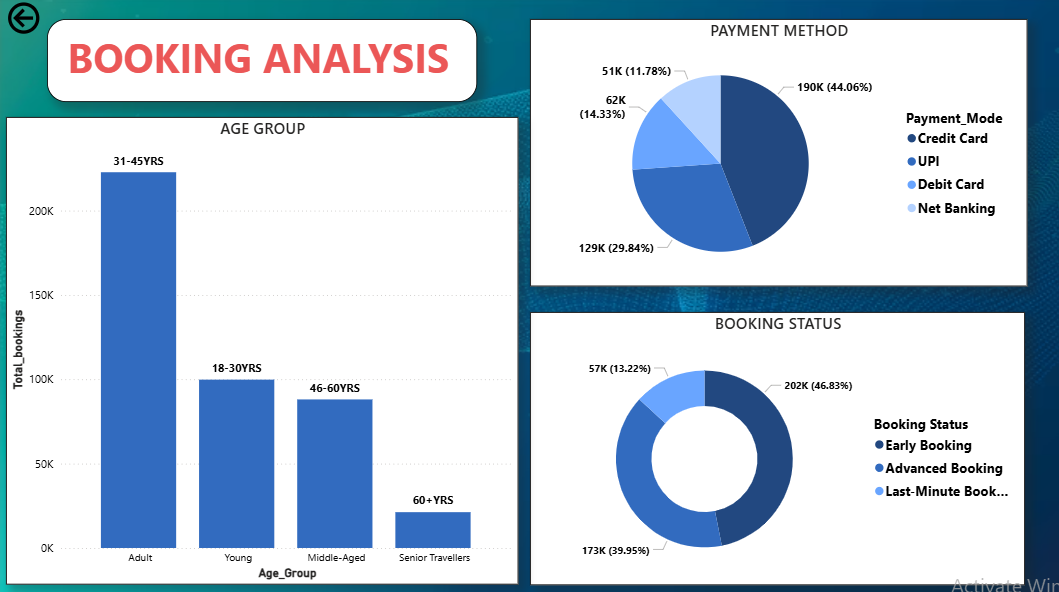 BOOKING ANALYSIS
AGE GROUP
31-45YRS
200K
150K
18-30YRS
100K
46-60YRS
50K
60+YRS
0K
Adult
Young
Middle-Aged
Senior Travellers
Total_bookings
Age_Group
PAYMENT METHOD
51K (11.78%)
190K (44.06%)
62K
(14.33%)
129K (29.84%)
Payment_Mode
Credit Card
UPI
Debit Card
Net Banking
BOOKING STATUS
57K (13.22%)
202K (46.83%)
173K (39.95%)
Booking Status
Early Booking
Advanced Booking
Last-Minute Book...
Activate Win